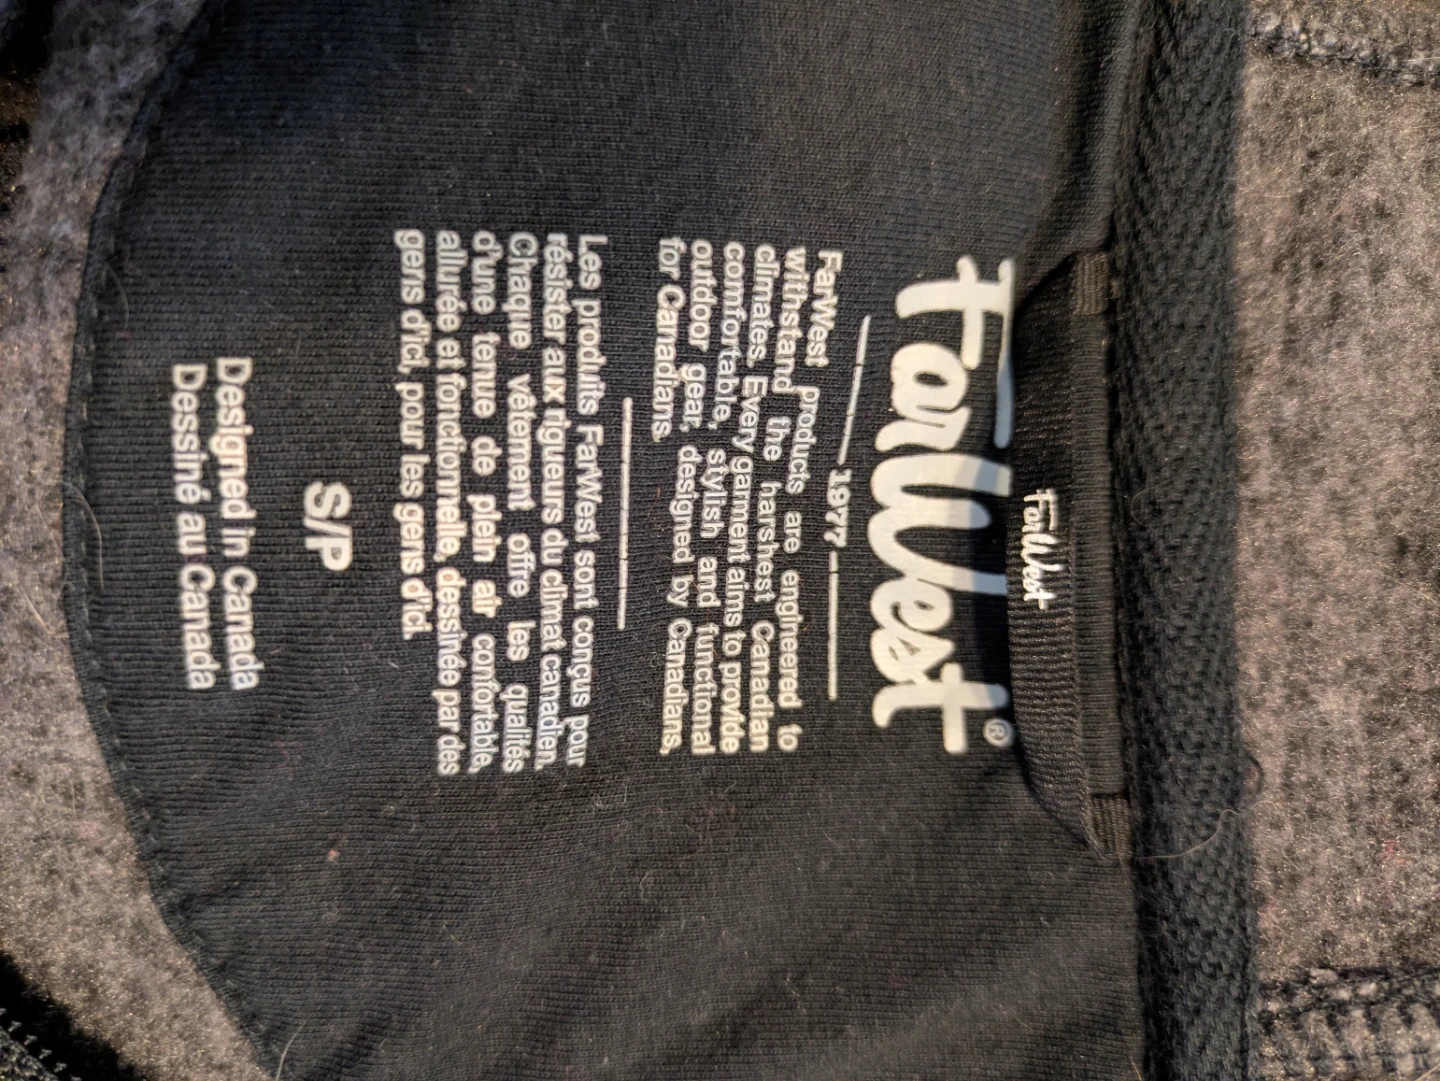 FarWest
FarWest®
1977
FarWest products are engineered to
withstand the harshest Canadian
climates. Every garment aims to provide
comfortable, stylish and functional
outdoor gear, designed by Canadians,
for Canadians.
Les produits FarWest sont conçus pour
résister aux rigueurs du climat canadien.
Chaque vêtement offre les qualités
d'une tenue de plein air confortable,
allurée et fonctionnelle, dessinée par des
gens d'ici, pour les gens d'ici.
S/P
Designed in Canada
Dessiné au Canada